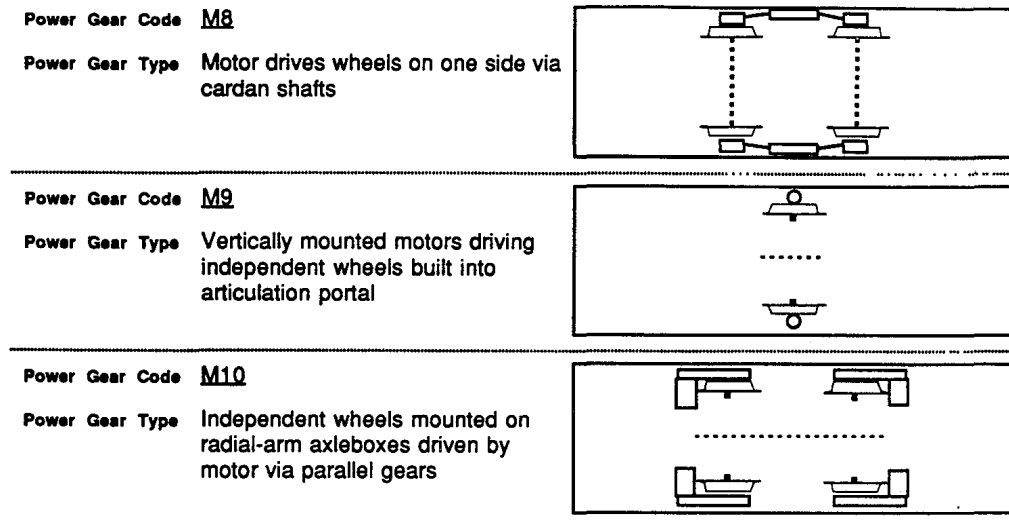 Power Gear Code M8
Power Gear Type Motor drives wheels on one side via
cardan shafts
Power Gear Code M9
Power Gear Type Vertically mounted motors driving
independent wheels built into
articulation portal
Power Gear Code M10
Power Gear Type Independent wheels mounted on
radial-arm axleboxes driven by
motor via parallel gears